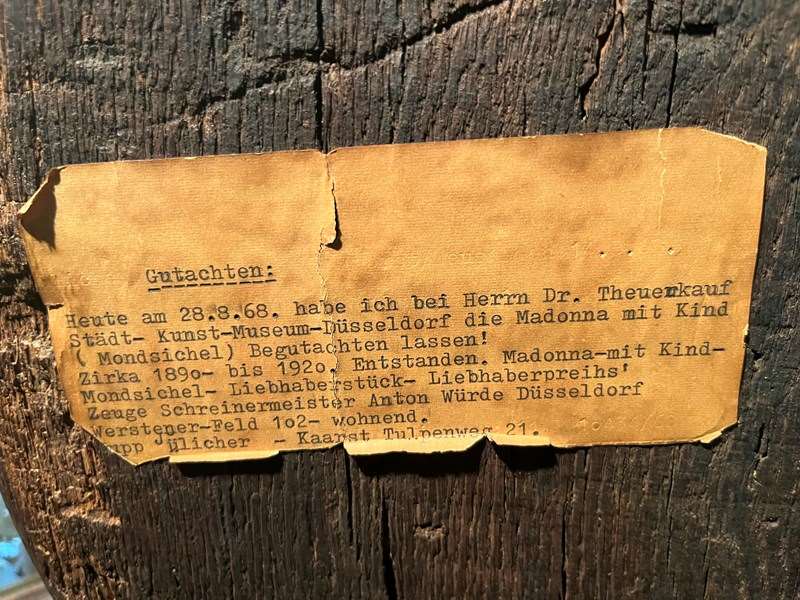 Gutachten:
Heute am 28.8.68. habe ich bei Herrn Dr. Theuerkauf
Städt- Kunst-Museum-Düsseldorf die Madonna mit Kind
( Mondsichel) Begutachten lassen!
Zirka 189o- bis 192o. Entstanden. Madonna-mit Kind-
Mondsichel- Liebhaberstück- Liebhaberpreihs'
Zeuge Schreinermeister Anton Würde Düsseldorf
Werstener-Feld 1o2- wohnend.
- Kaarst Tulpenweg 21.